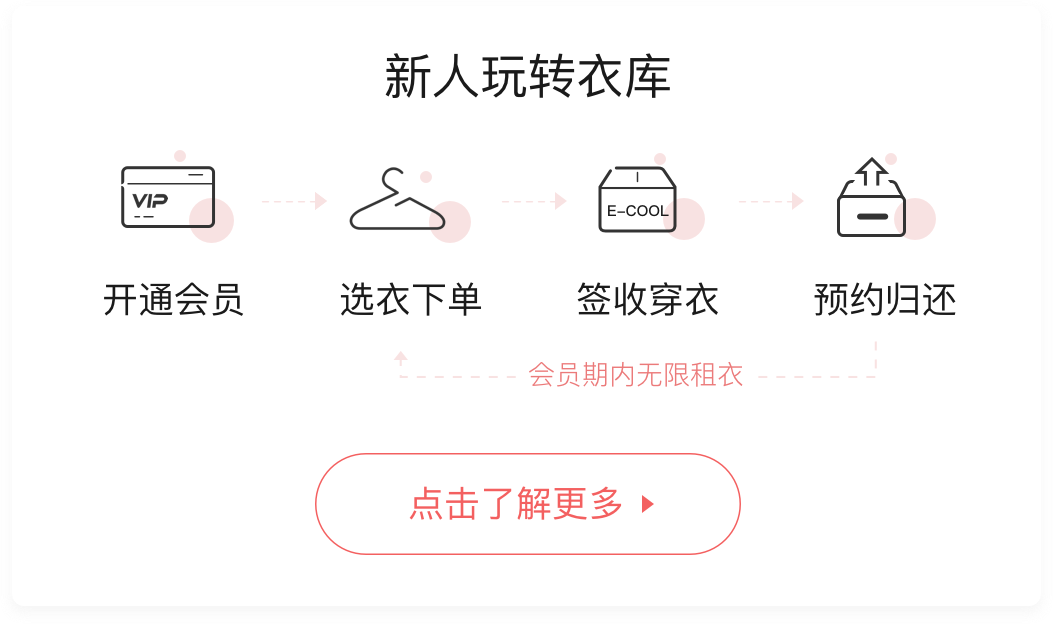 新人玩转衣库
VIP
E-COOL
开通会员
选衣下单
签收穿衣
预约归还
会员期内无限租衣
点击了解更多